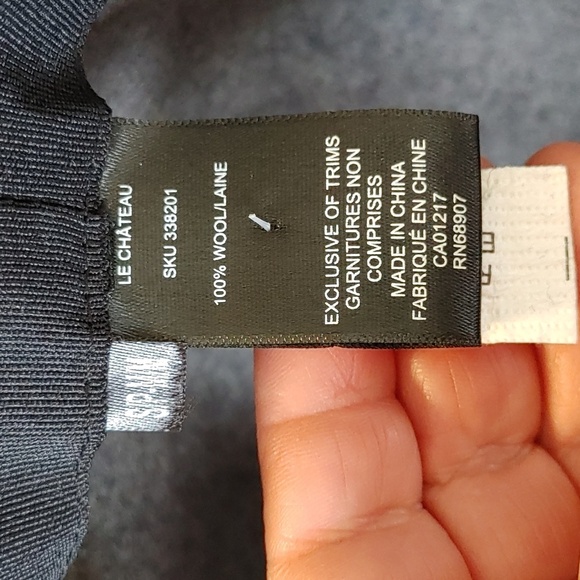 LE CHÂTEAU
SKU 338201
100% WOOL/LAINE
EXCLUSIVE OF TRIMS
GARNITURES NON
COMPRISES
MADE IN CHINA
FABRIQUÉ EN CHINE
CA01217
RN68907